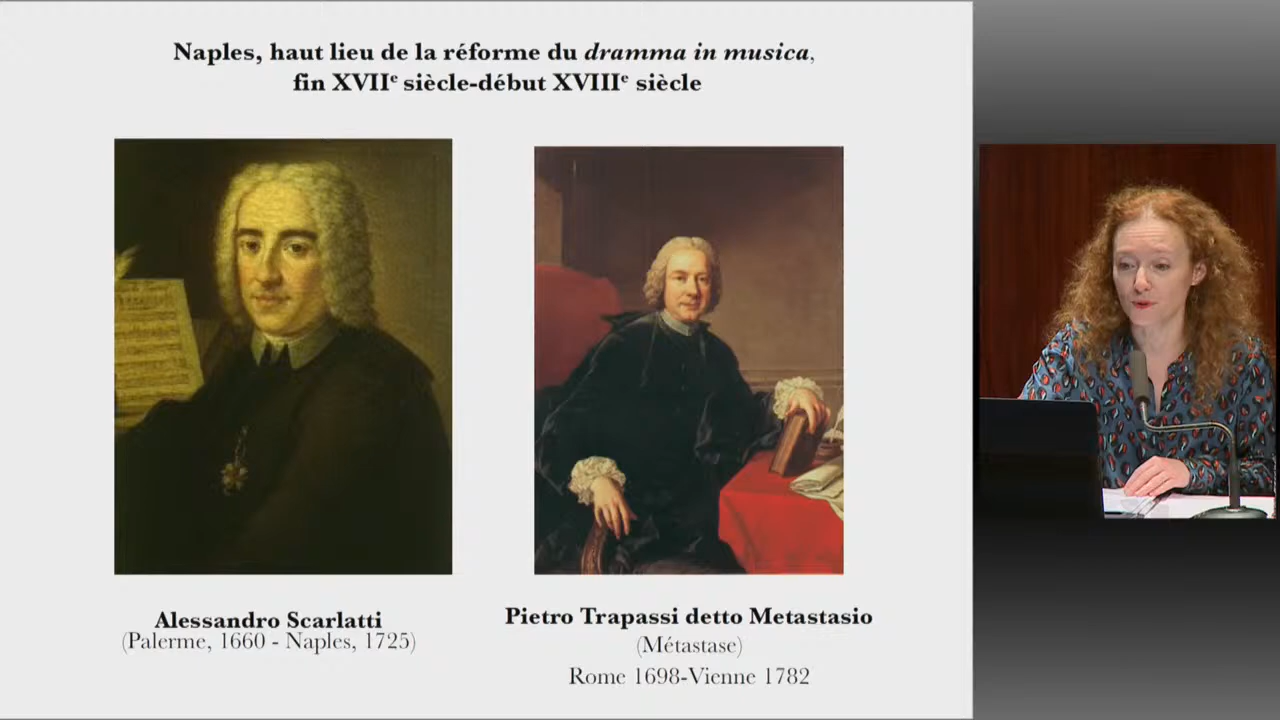 Naples, haut lieu de la réforme du dramma in musica,
fin XVIIe siècle-début XVIIIe siècle
Alessandro Scarlatti
(Palerme, 1660 - Naples, 1725)
Pietro Trapassi detto Metastasio
(Métastase)
Rome 1698-Vienne 1782